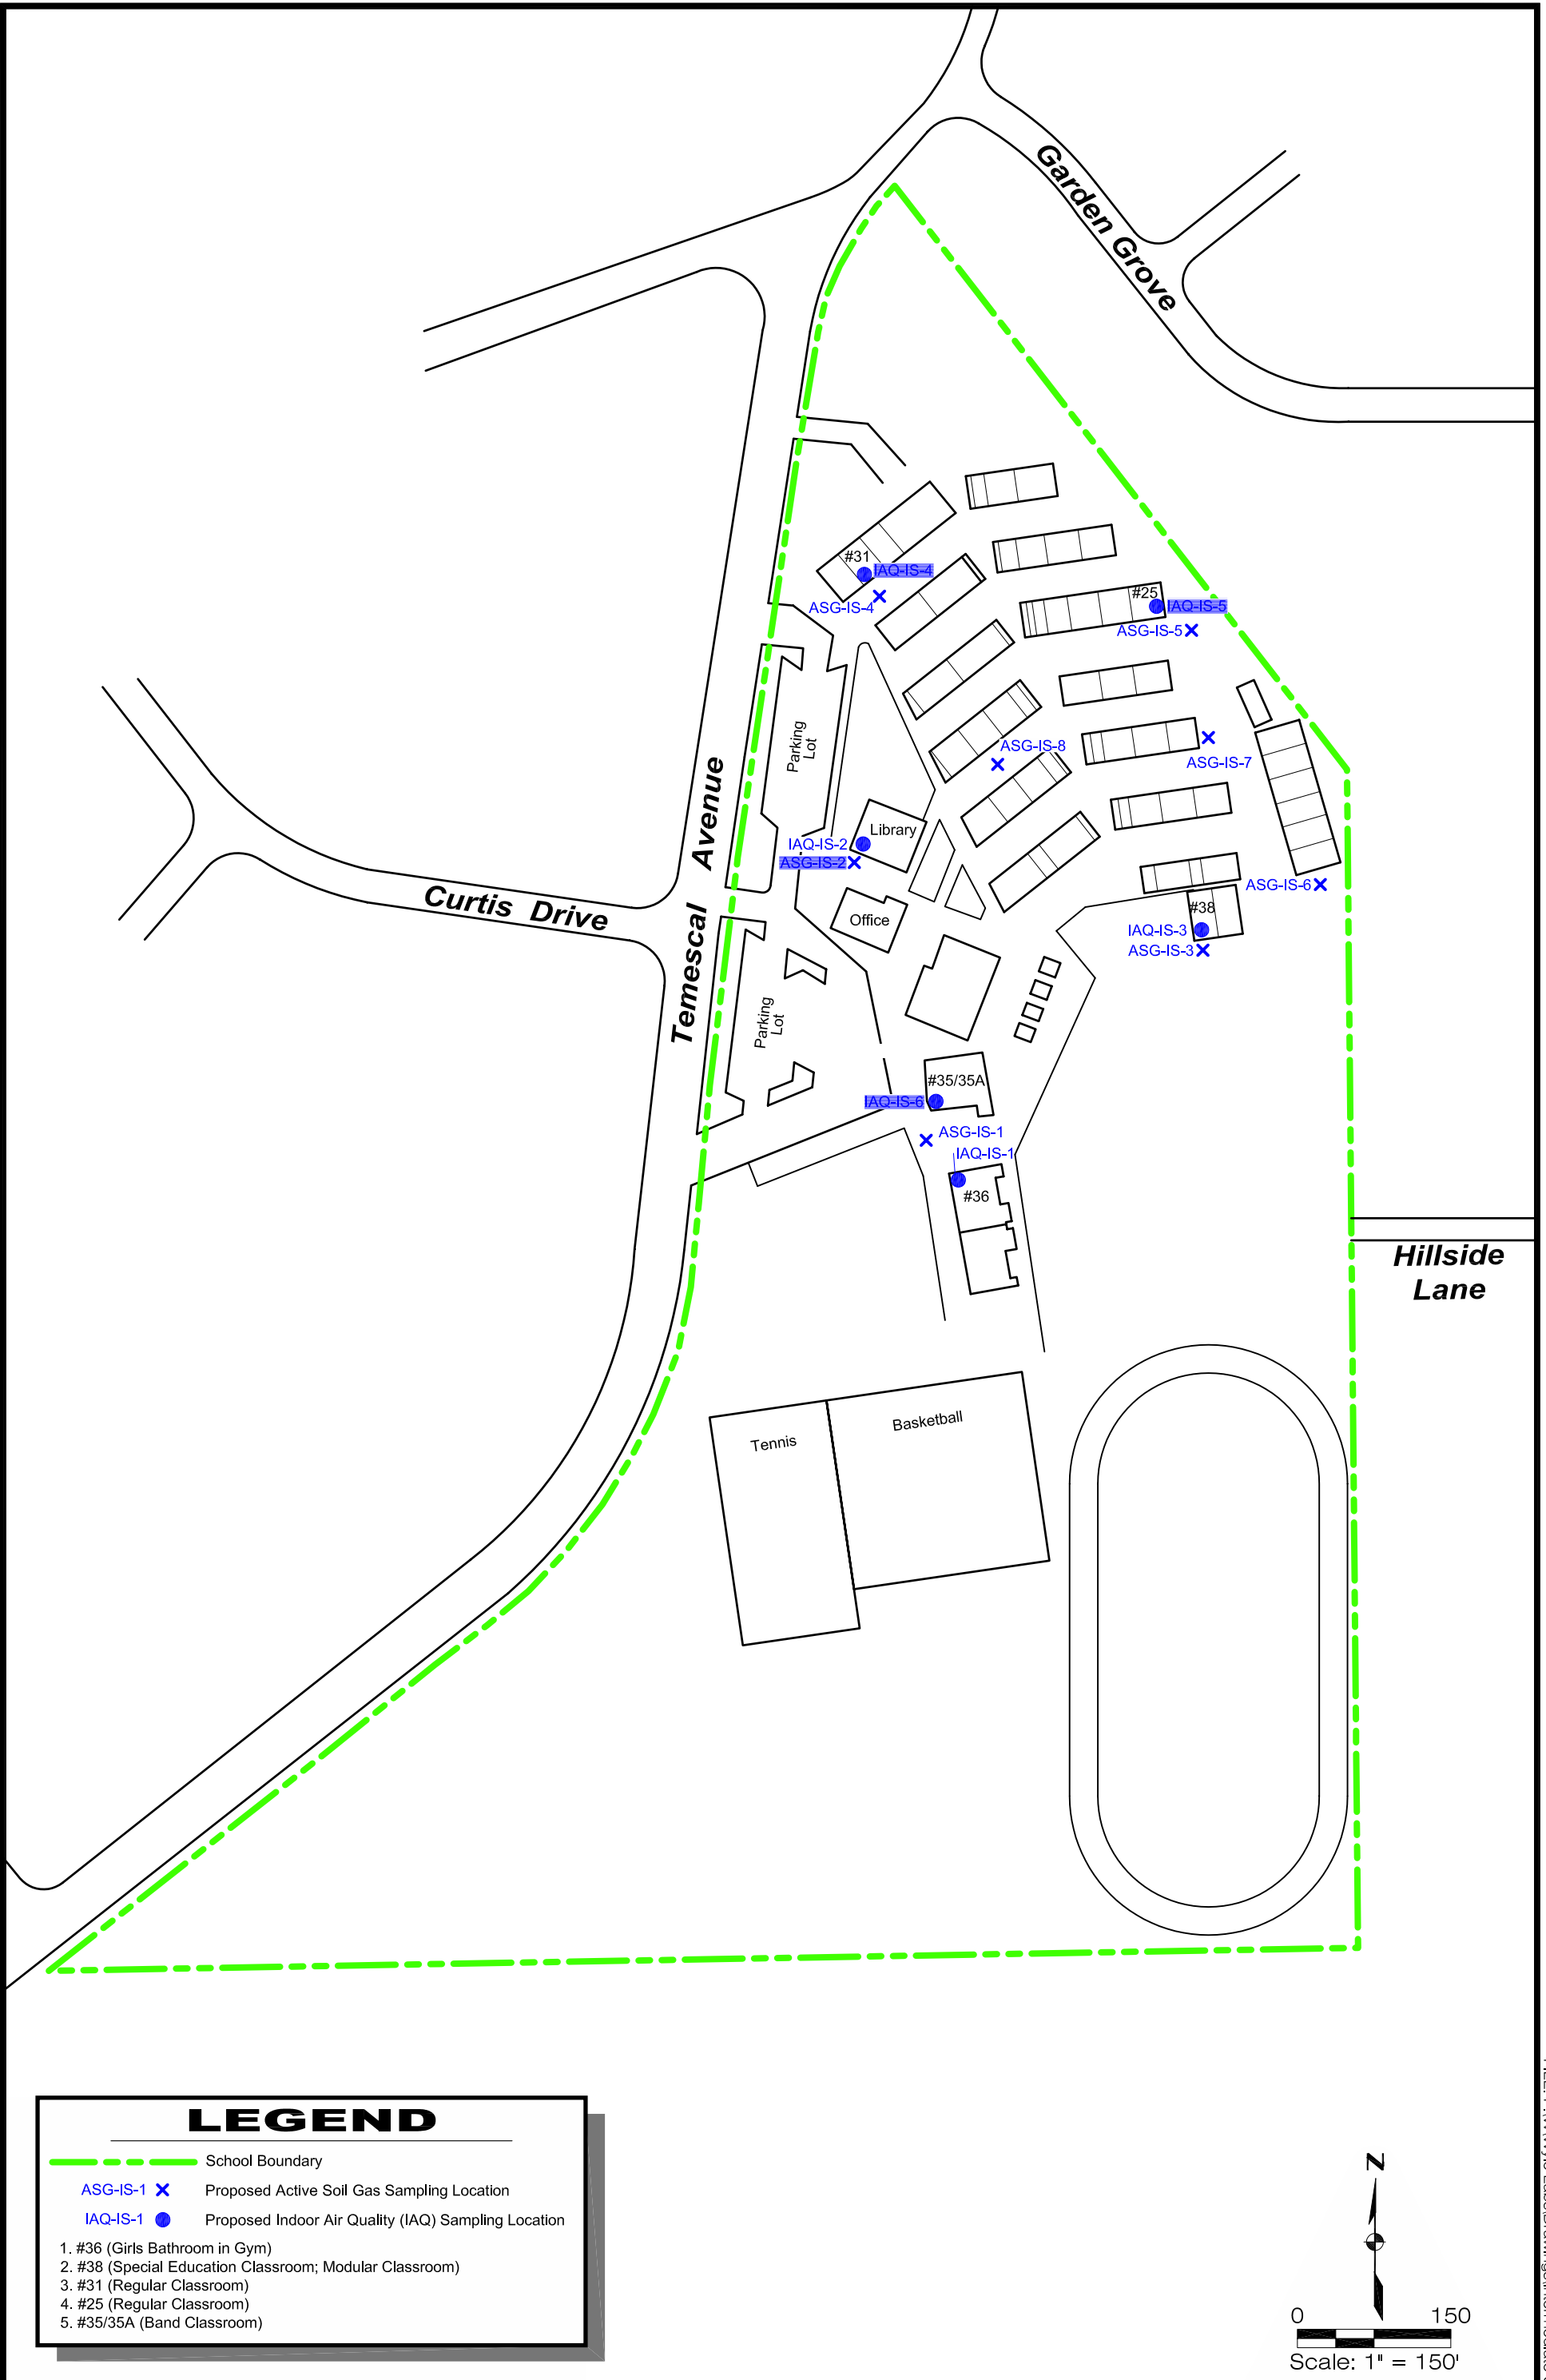 Garden Grove
#31
IAQ-IS-4
ASG-IS-4
#25
IAQ-IS-5
ASG-IS-5
Parking
Lot
ASG-IS-8
ASG-IS-7
Temescal Avenue
Library
IAQ-IS-2
ASG-IS-2
ASG-IS-6
Curtis Drive
Office
#38
IAQ-IS-3
ASG-IS-3
Parking
Lot
#35/35A
IAQ-IS-6
ASG-IS-1
IAQ-IS-1
#36
Hillside
Lane
Tennis
Basketball
LEGEND
School Boundary
ASG-IS-1 Proposed Active Soil Gas Sampling Location
IAQ-IS-1 Proposed Indoor Air Quality (IAQ) Sampling Location
1. #36 (Girls Bathroom in Gym)
2. #38 (Special Education Classroom; Modular Classroom)
3. #31 (Regular Classroom)
4. #25 (Regular Classroom)
5. #35/35A (Band Classroom)
N
0 150
Scale: 1" = 150'